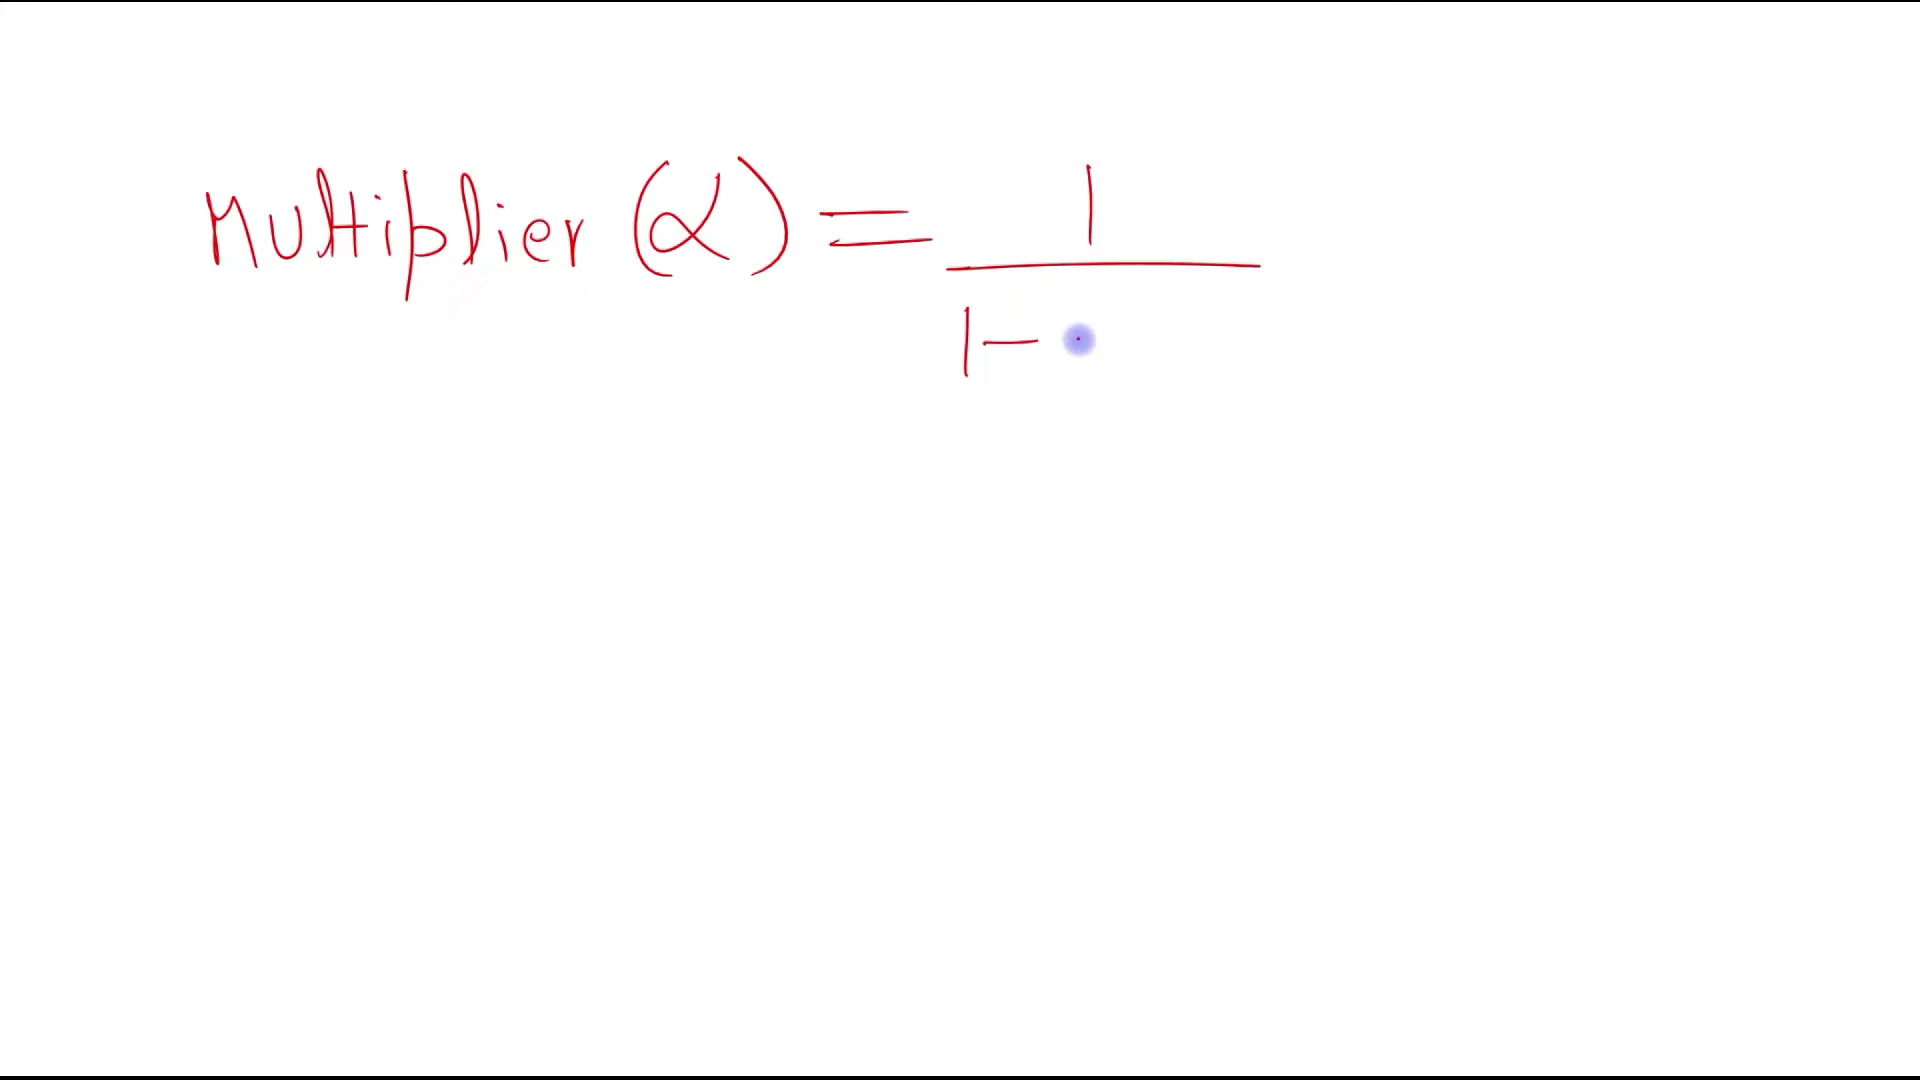 Multiplier (α) = 1 / 1 -